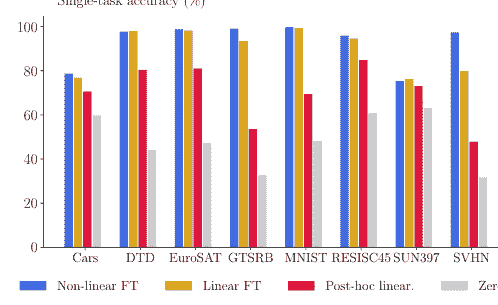 Single-task accuracy (%)
100
80
60
40
20
0
Cars DTD EuroSAT GTSRB MNIST RESISC45 SUN397 SVHN
Non-linear FT Linear FT Post-hoc linear. Zer